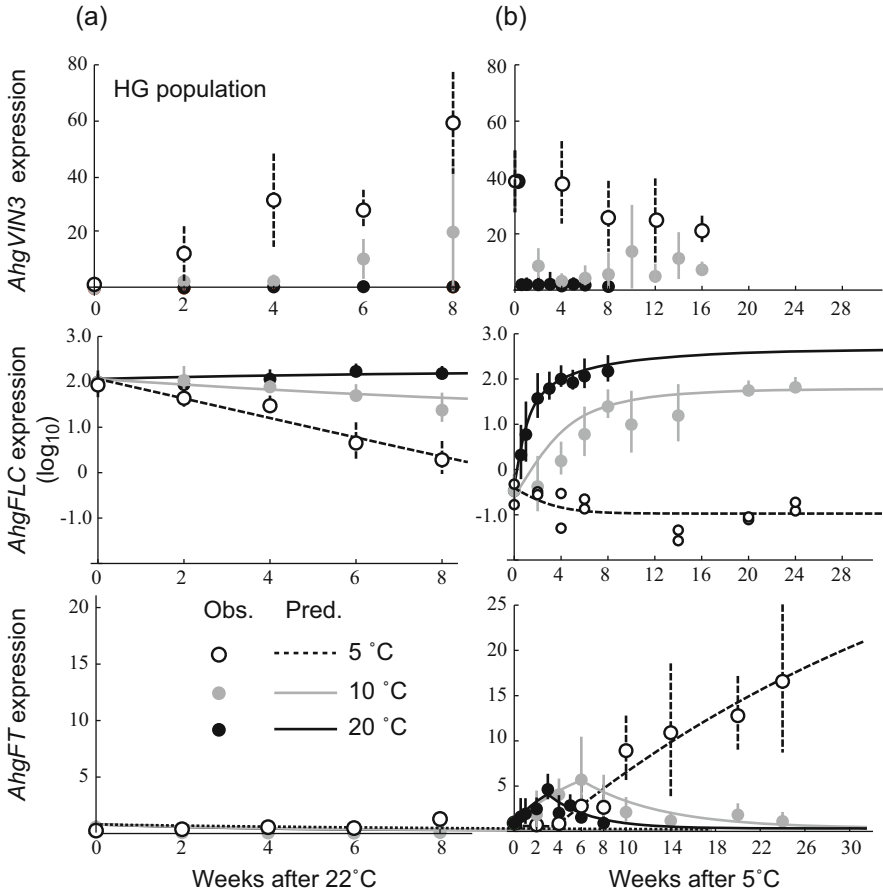 (a)
(b)
AhgVIN3 expression
80
60
40
20
HG population
0 2 4 6 8
80
60
40
20
0 4 8 12 16 20 24 28
AhgFLC expression
(log10)
3.0
2.0
1.0
0
-1.0
0 2 4 6 8
3.0
2.0
1.0
0
-1.0
0 4 8 12 16 20 24 28
AhgFT expression
20
15
10
5
0
Obs. Pred.
5 ˚C
10 ˚C
20 ˚C
0 2 4 6 8
25
20
15
10
5
0
0 2 4 6 8 10 14 18 22 26 30
Weeks after 22˚C
Weeks after 5˚C